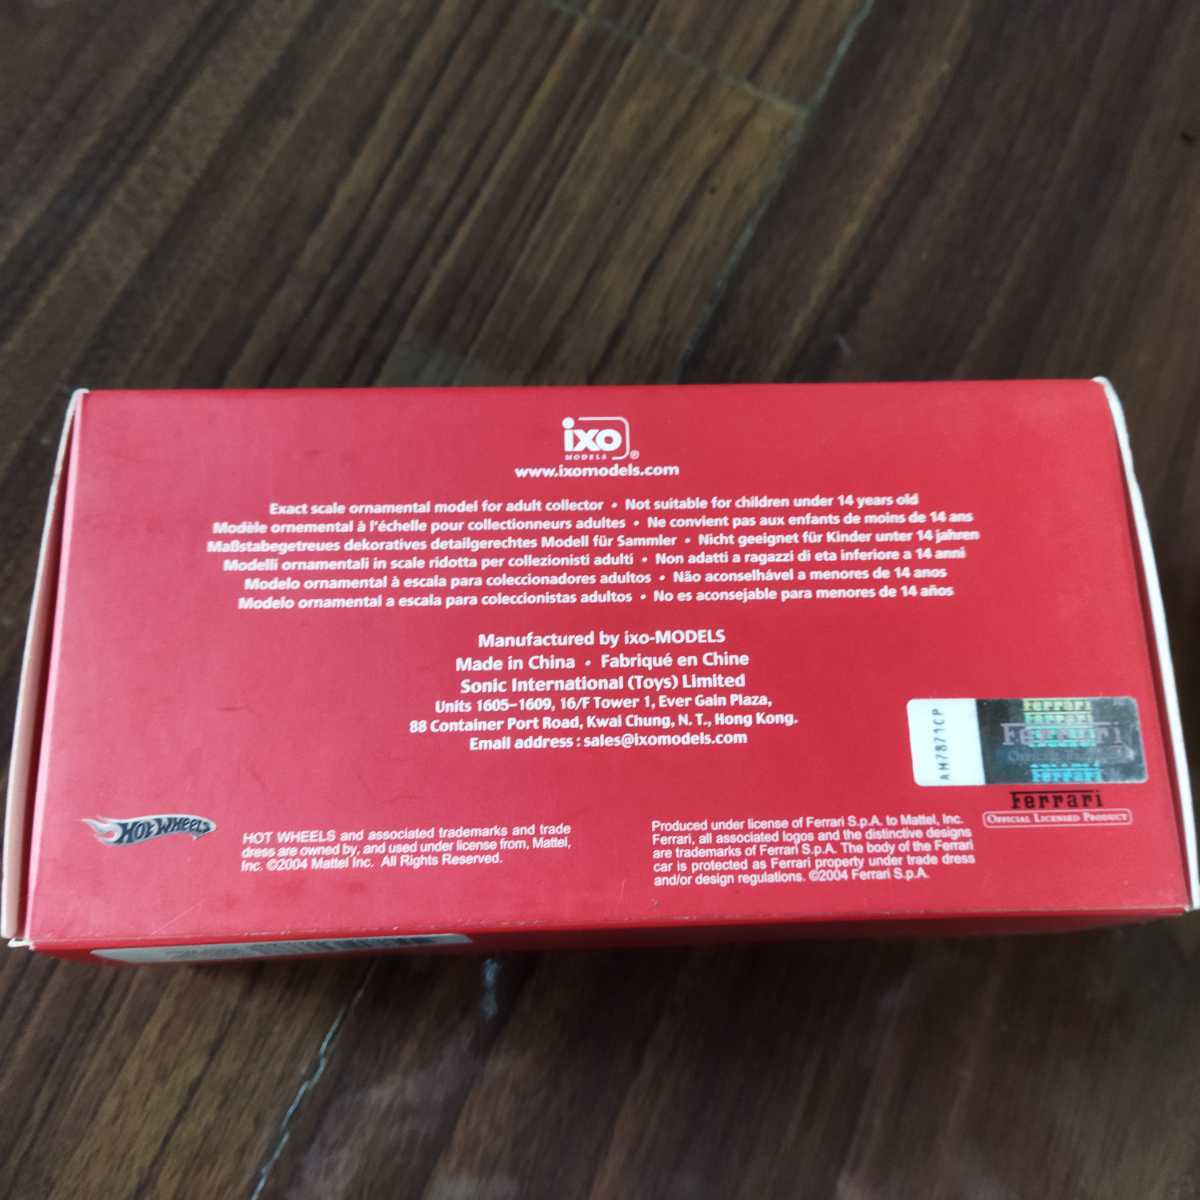 ixo
MODELS ®
www.ixomodels.com
Exact scale ornamental model for adult collector • Not suitable for children under 14 years old
Modèle ornemental à l'échelle pour collectionneurs adultes • Ne convient pas aux enfants de moins de 14 ans
Maßstabegetreues dekoratives detailgerechtes Modell für Sammler • Nicht geeignet für Kinder unter 14 jahren
Modelli ornamentali in scale ridotta per collezionisti adulti • Non adatti a ragazzi di eta inferiore a 14 anni
Modelo ornamental à escala para coleccionadores adultos • Não aconselhável a menores de 14 anos
Modelo ornamental a escala para coleccionistas adultos • No es aconsejable para menores de 14 años
Manufactured by ixo-MODELS
Made in China • Fabriqué en Chine
Sonic International (Toys) Limited
Units 1605-1609, 16/F Tower 1, Ever Gain Plaza,
88 Container Port Road, Kwai Chung, N. T., Hong Kong.
Email address : sales@ixomodels.com
AH7871CP
Ferrari
Ferrari
Ferrari
Ferrari
Ferrari
OFFICIAL LICENSED PRODUCT
HOT WHEELS
HOT WHEELS and associated trademarks and trade
dress are owned by, and used under license from, Mattel,
Inc. ©2004 Mattel Inc. All Rights Reserved.
Produced under license of Ferrari S.p.A. to Mattel, Inc.
Ferrari, all associated logos and the distinctive designs
are trademarks of Ferrari S.p.A. The body of the Ferrari
car is protected as Ferrari property under trade dress
and/or design regulations. ©2004 Ferrari S.p.A.